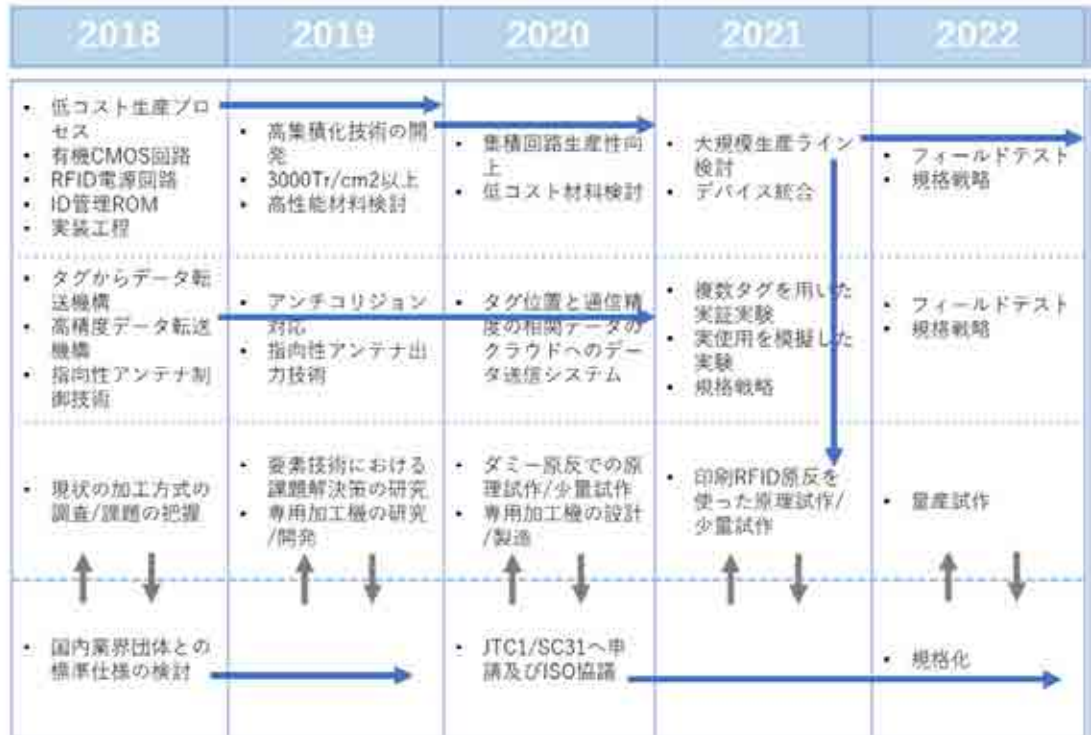 2018 2019 2020 2021 2022
• 低コスト生産プロ
セス
• 有機CMOS回路
• RFID電源回路
• ID管理ROM
• 実装工程
• 高集積化技術の開
発
• 3000Tr/cm2以上
• 高性能材料検討
• 集積回路生産性向
上
• 低コスト材料検討
• 大規模生産ライン
検討
• デバイス統合
• フィールドテスト
• 規格戦略
• タグからデータ転
送機構
• 高精度データ転送
機構
• 指向性アンテナ制
御技術
• アンチコリジョン
対応
• 指向性アンテナ出
力技術
• タグ位置と通信精
度の相関データの
クラウドへのデー
タ送信システム
• 複数タグを用いた
実証実験
• 実使用を模擬した
実験
• 規格戦略
• フィールドテスト
• 規格戦略
• 現状の加工方式の
調査/課題の把握
• 要素技術における
課題解決策の研究
• 専用加工機の研究
/開発
• ダミー原反での原
理試作/少量試作
• 専用加工機の設計
/製造
• 印刷RFID原反を
使った原理試作/
少量試作
• 量産試作
• 国内業界団体との
標準仕様の検討
• JTC1/SC31へ申
請及びISO協議
• 規格化